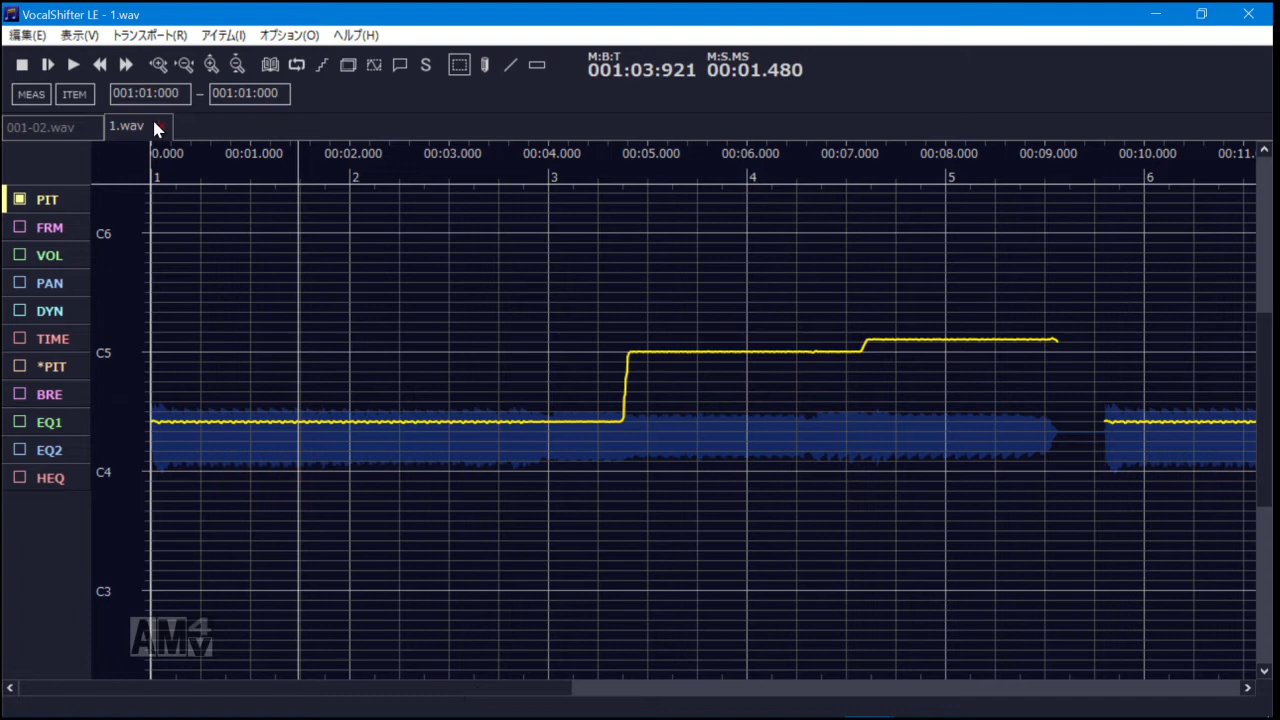 VocalShifter LE - 1.wav
編集(E) 表示(V) トランスポート(R) アイテム(I) オプション(O) ヘルプ(H)
S
M:B:T M:S.MS
001:03:921 00:01.480
MEAS ITEM 001:01:000 – 001:01:000
001-02.wav 1.wav
0.000 00:01.000 00:02.000 00:03.000 00:04.000 00:05.000 00:06.000 00:07.000 00:08.000 00:09.000 00:10.000 00:11.
1 2 3 4 5 6
PIT
FRM
C6
VOL
PAN
DYN
TIME
C5
*PIT
BRE
EQ1
EQ2
C4
HEQ
C3
AM4V